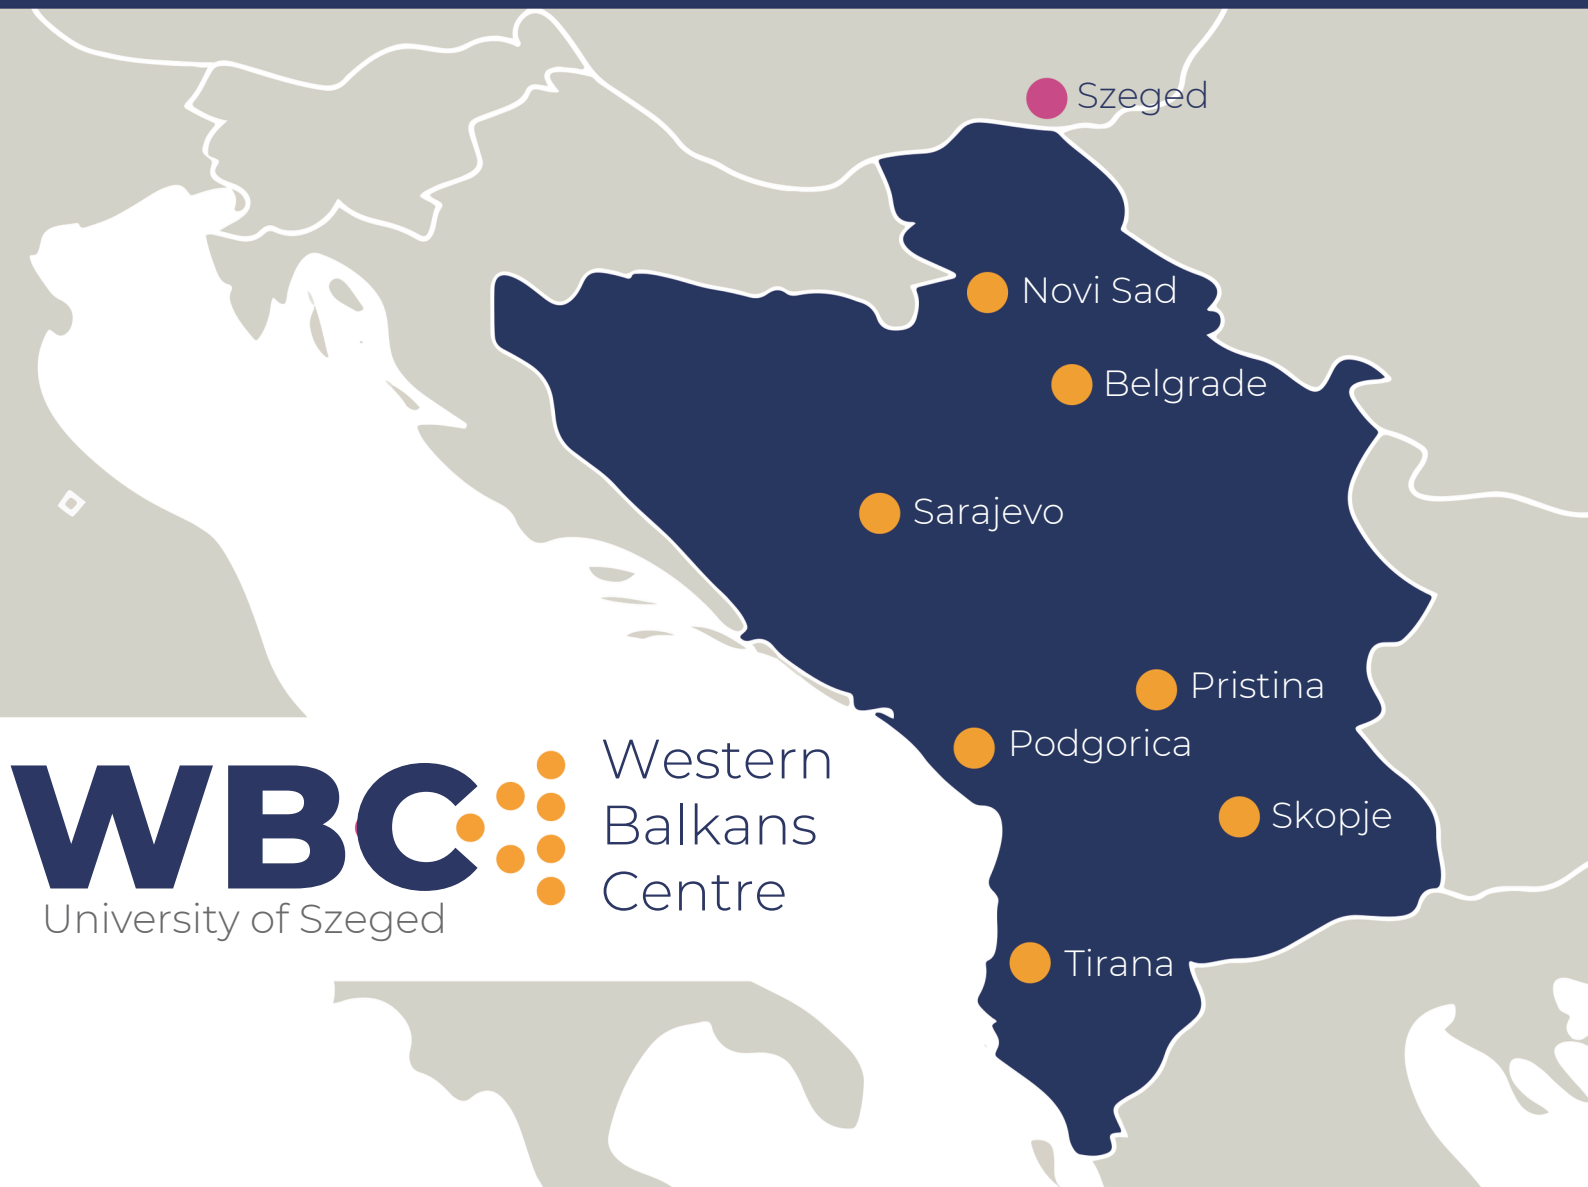 Szeged
Novi Sad
Belgrade
Sarajevo
Pristina
Podgorica
Skopje
Tirana
WBC
University of Szeged
Western
Balkans
Centre